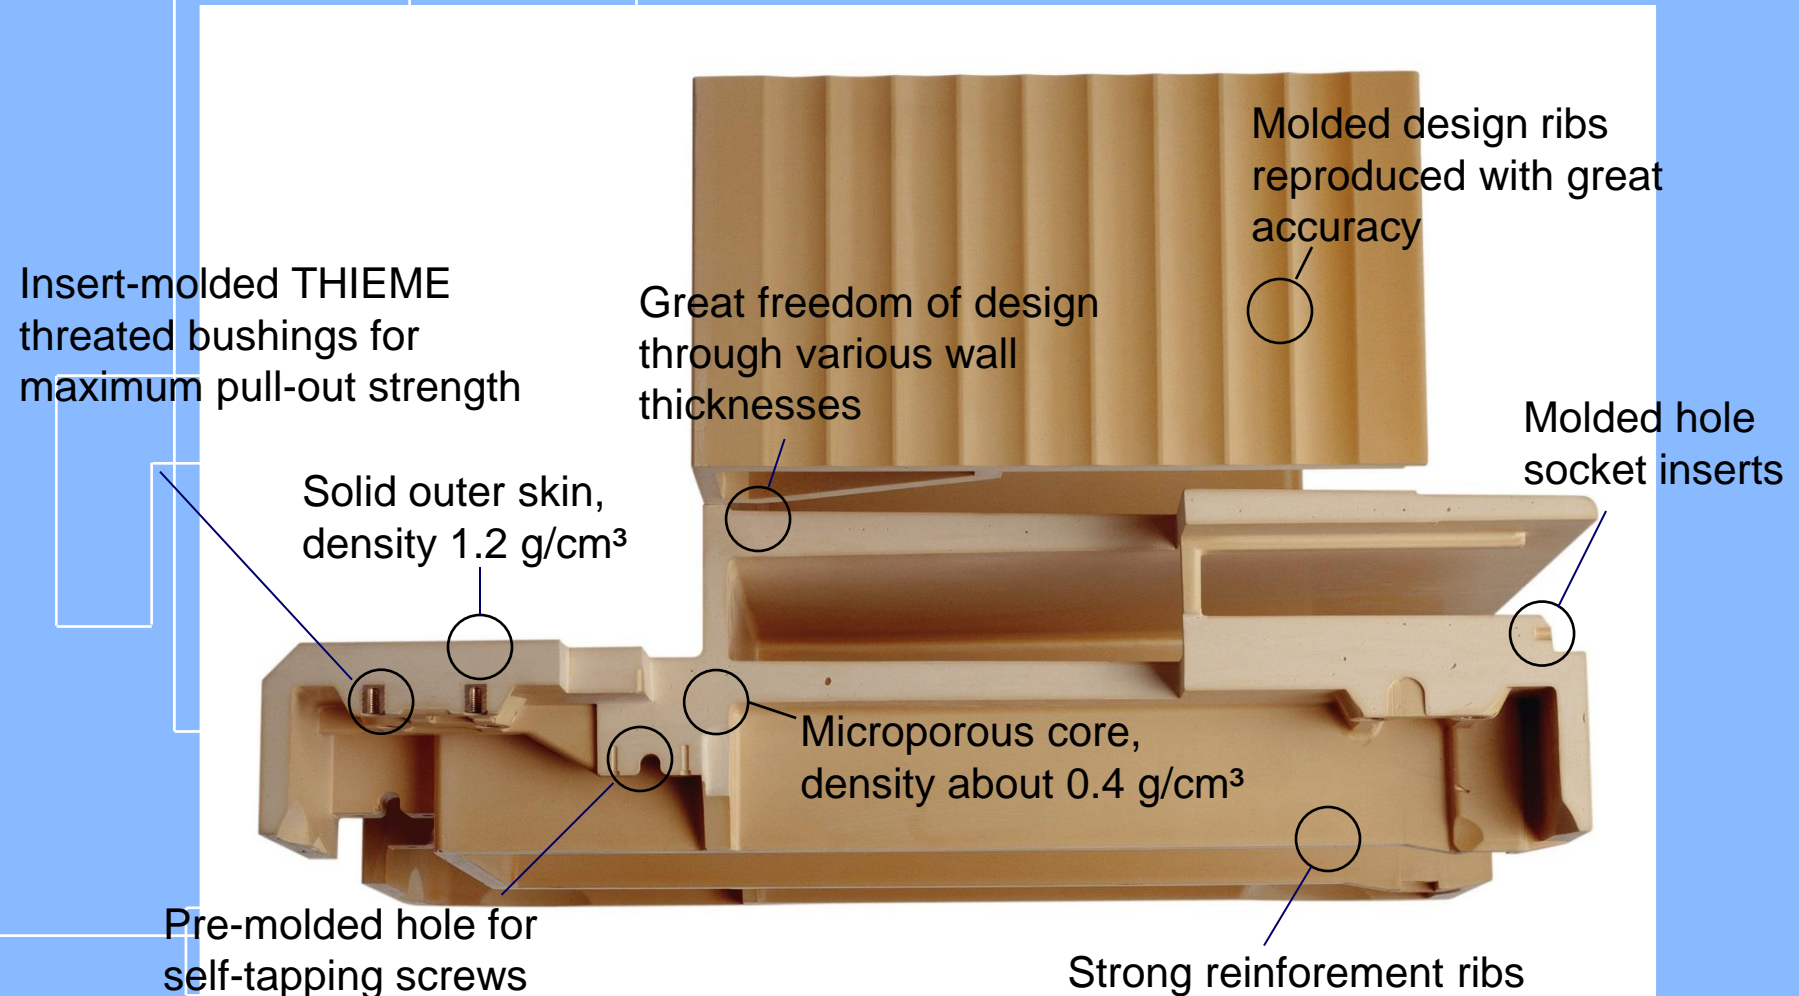 Molded design ribs
reproduced with great
accuracy
Insert-molded THIEME
threated bushings for
maximum pull-out strength
Great freedom of design
through various wall
thicknesses
Molded hole
socket inserts
Solid outer skin,
density 1.2 g/cm³
Microporous core,
density about 0.4 g/cm³
Pre-molded hole for
self-tapping screws
Strong reinforement ribs